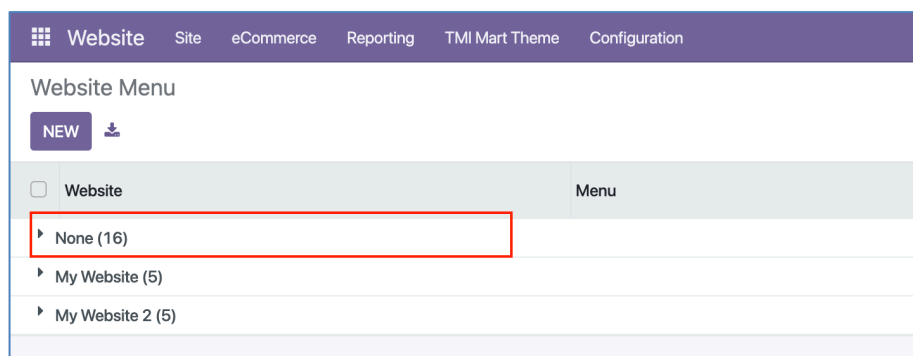 Website Site eCommerce Reporting TMI Mart Theme Configuration
Website Menu
NEW
Website Menu
None (16)
My Website (5)
My Website 2 (5)